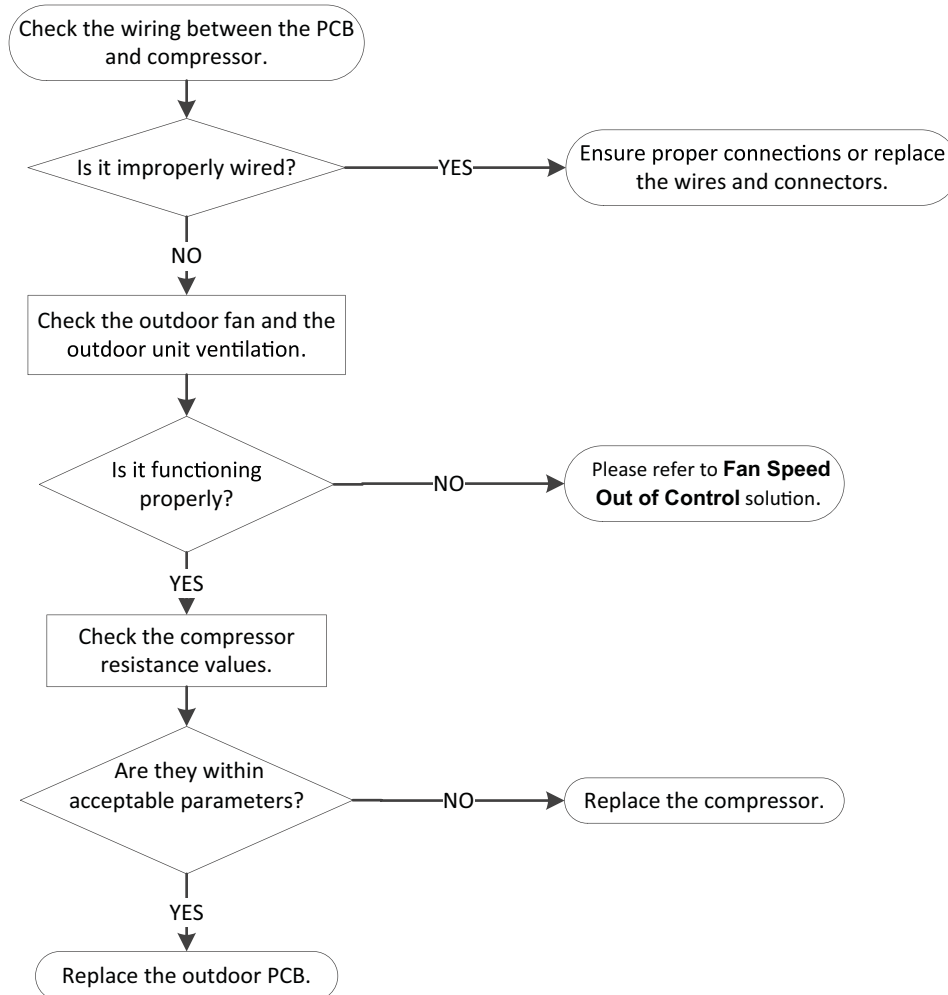 Check the wiring between the PCB
and compressor.
Is it improperly wired?
YES
Ensure proper connections or replace
the wires and connectors.
NO
Check the outdoor fan and the
outdoor unit ventilation.
Is it functioning
properly?
NO
Please refer to Fan Speed
Out of Control solution.
YES
Check the compressor
resistance values.
Are they within
acceptable parameters?
NO
Replace the compressor.
YES
Replace the outdoor PCB.